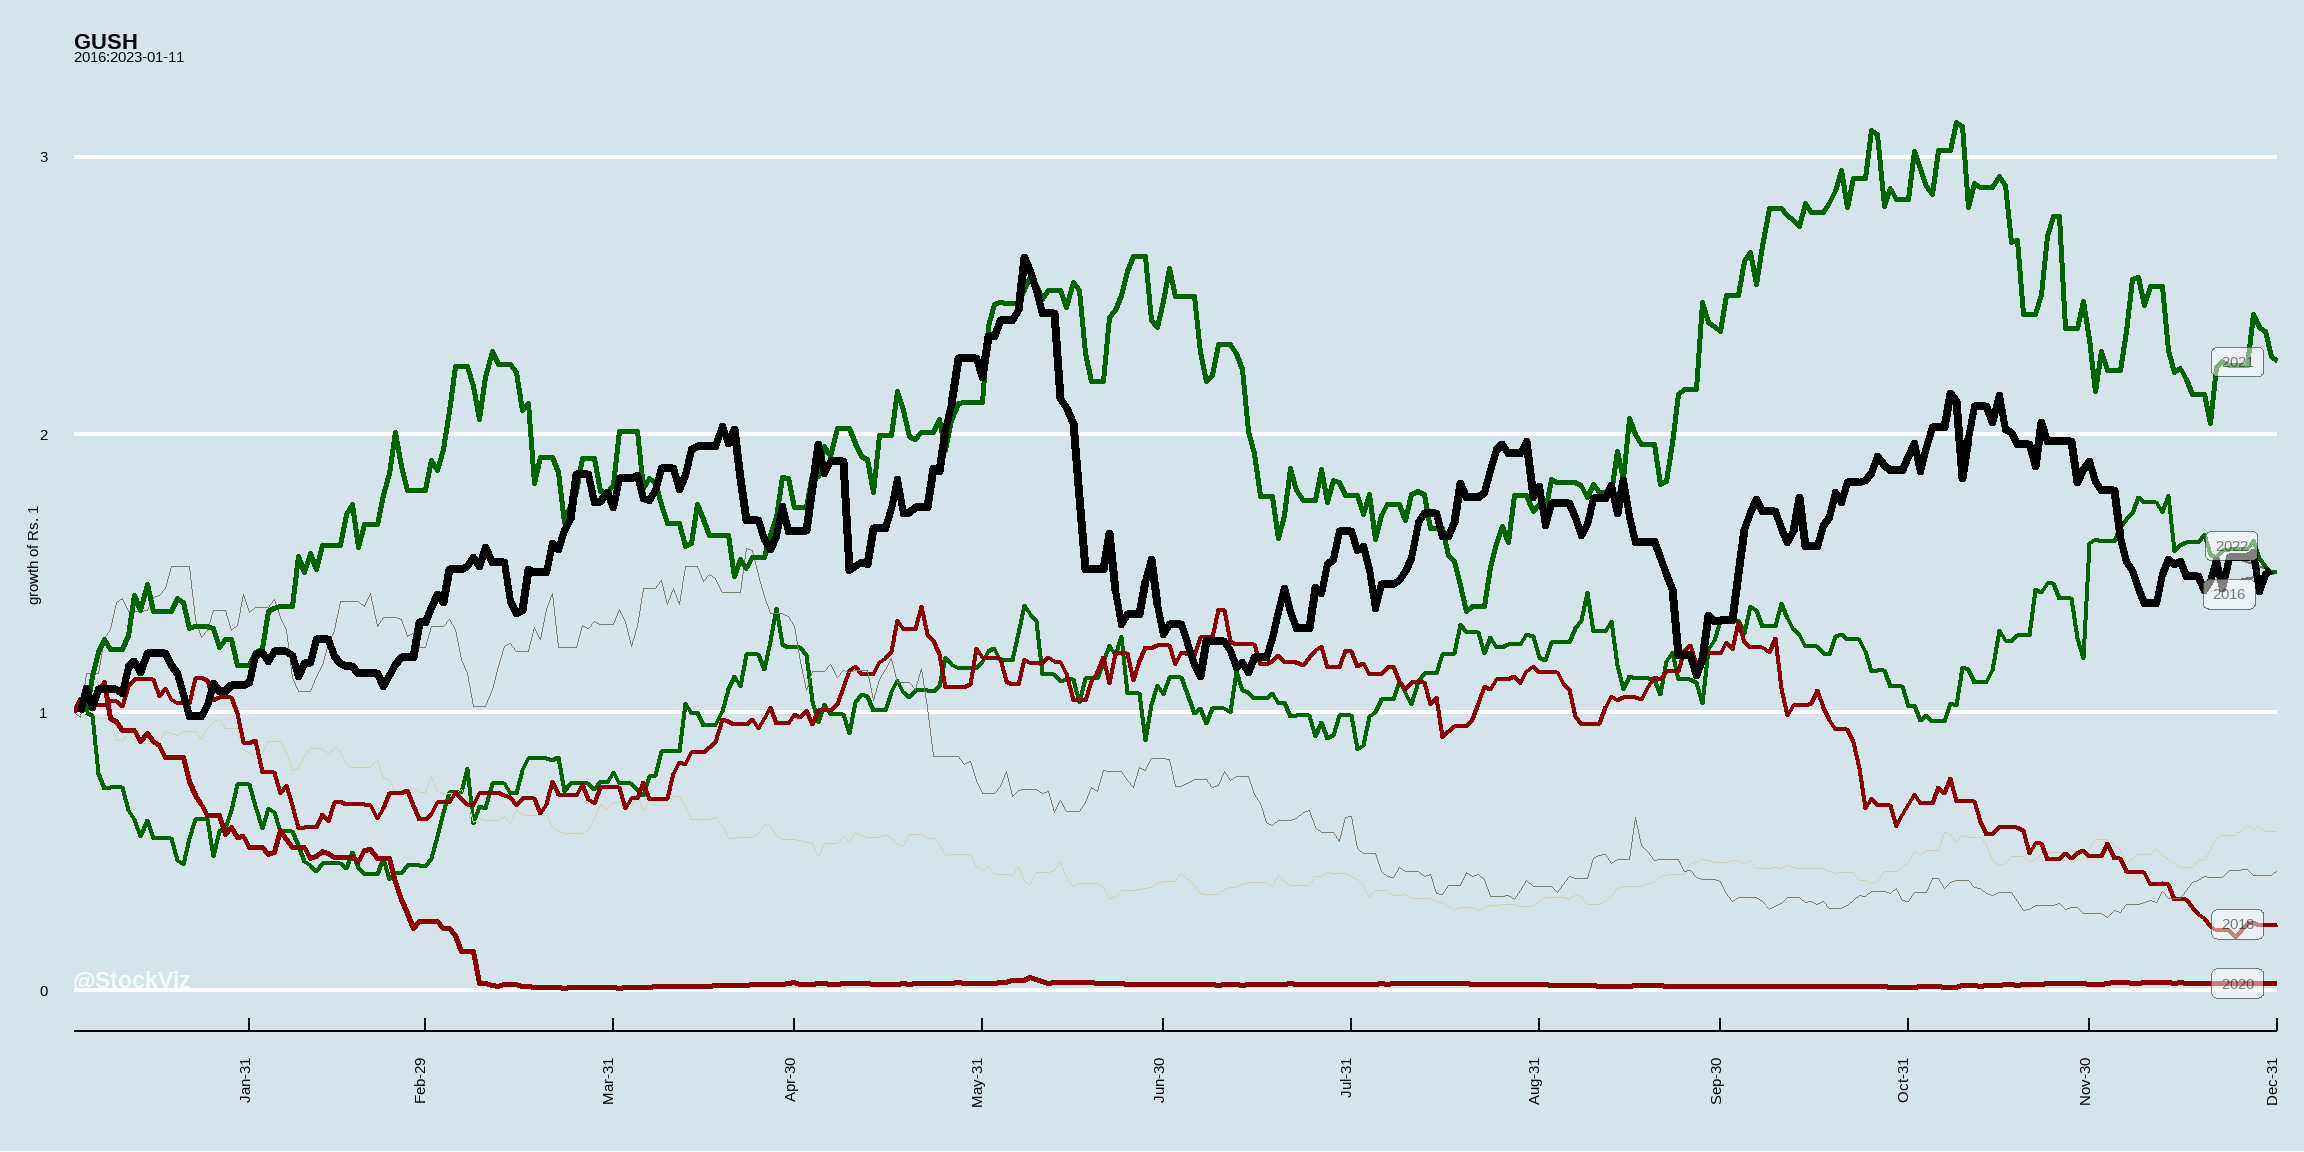 GUSH
2016:2023-01-11
3
2
1
0
growth of Rs. 1
2021
2022
2016
2018
2020
@StockViz
Jan-31
Feb-29
Mar-31
Apr-30
May-31
Jun-30
Jul-31
Aug-31
Sep-30
Oct-31
Nov-30
Dec-31